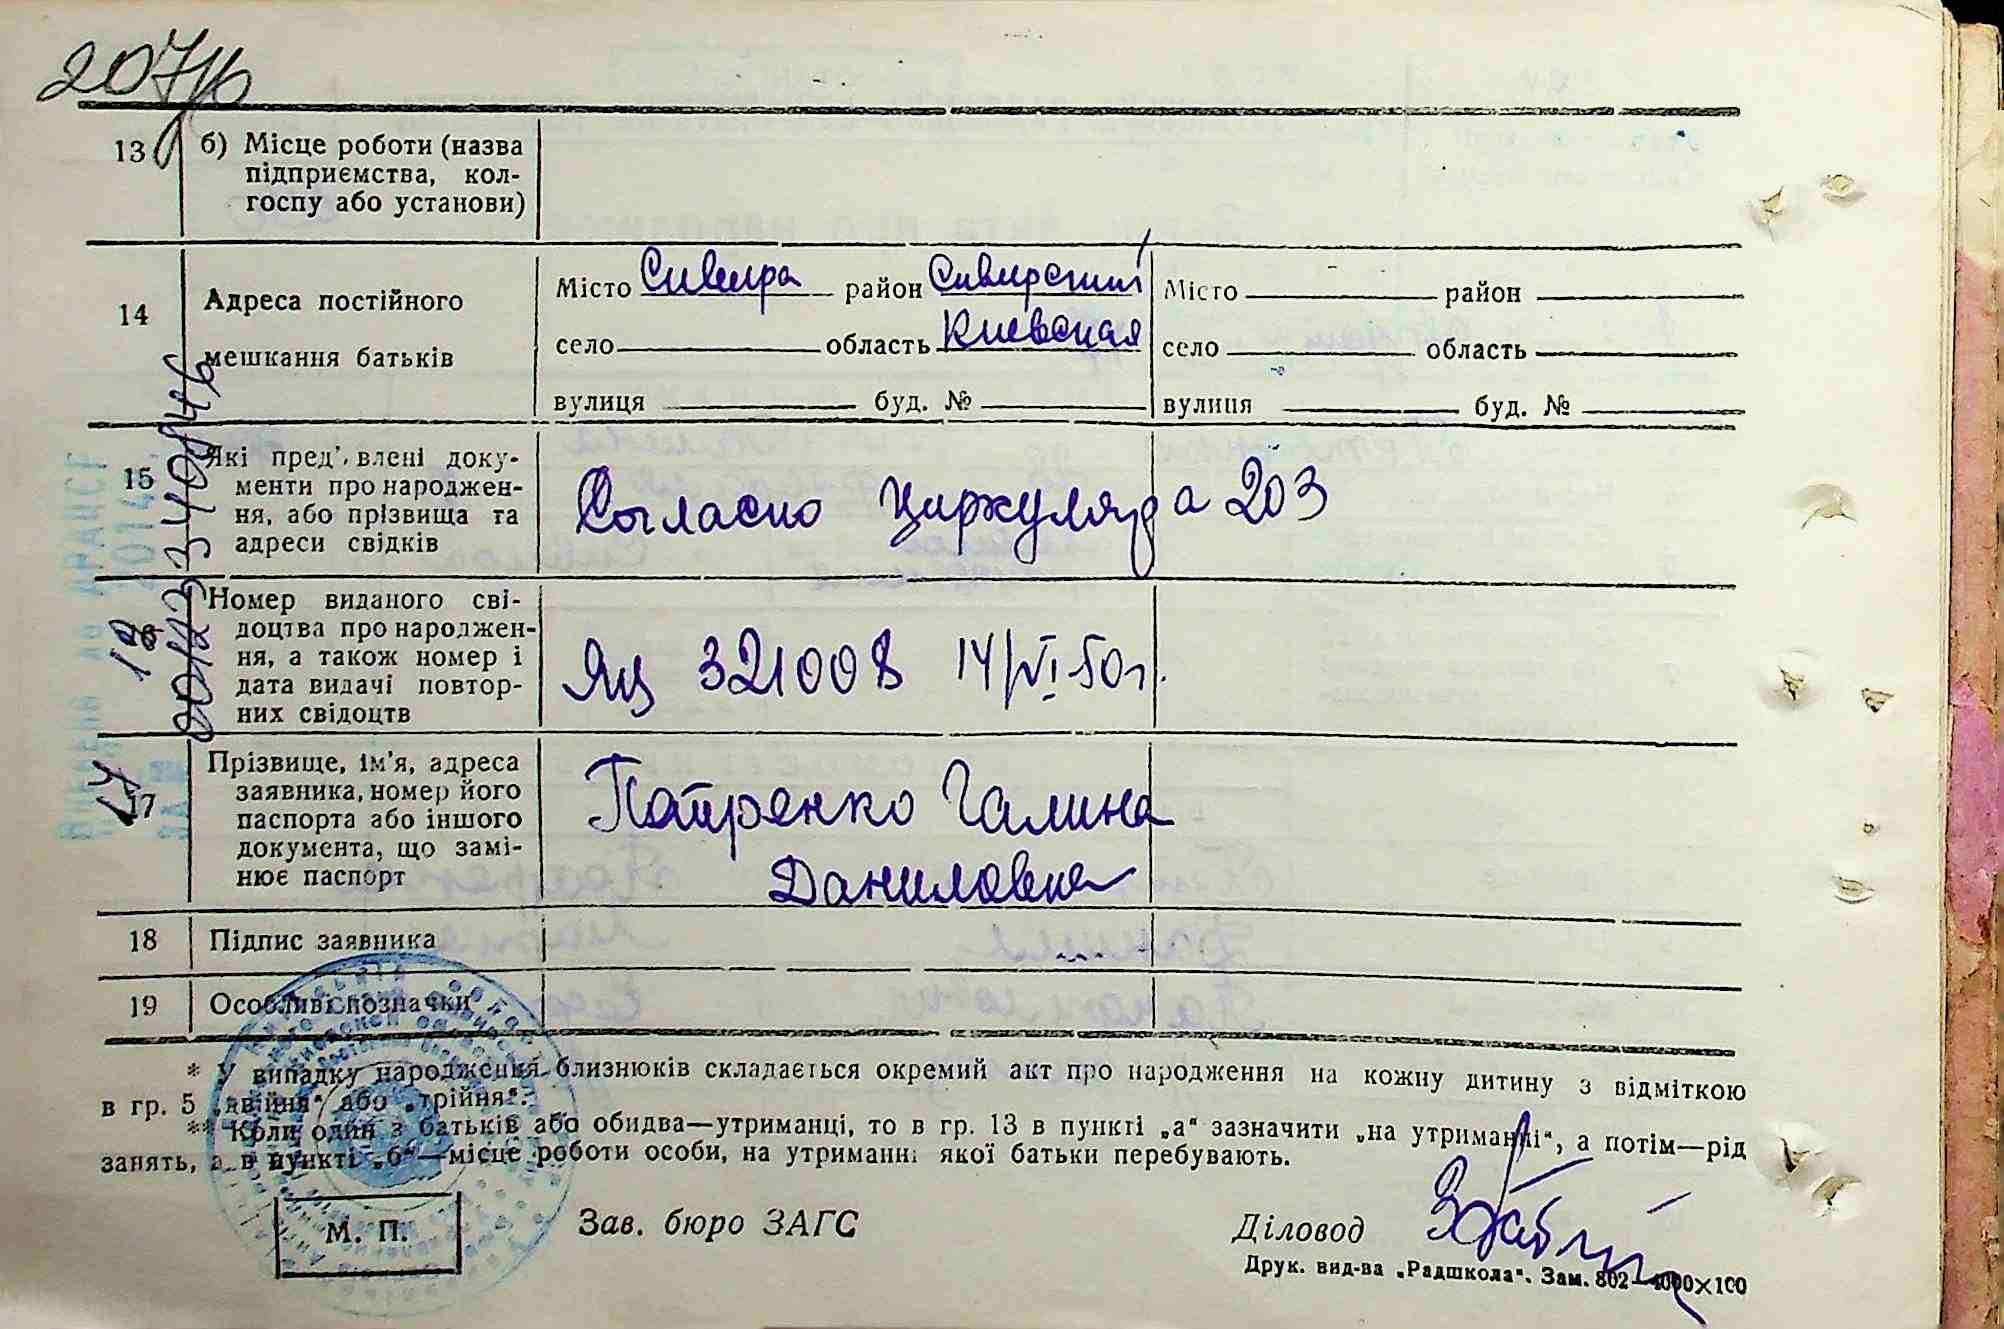 13
б) Місце роботи (назва
підприємства, кол-
госпу або установи)
14
Адреса постійного
мешкання батьків
Місто Сквира район Сквирский
село область Киевская
вулиця буд. №
Місто район
село область
вулиця буд. №
15
Які пред'влені доку-
менти про народжен-
ня, або прізвища та
адреси свідків
Согласно Циркуляра 203
Номер виданого сві-
доцтва про народжен-
ня, а також номер і
дата видачі повтор-
них свідоцтв
ЯЦ 321008 14/VI 50г.
17
Прізвище, ім'я, адреса
заявника, номер його
паспорта або іншого
документа, що замі-
нює паспорт
Патренко Галина
Даниловна
18 Підпис заявника
19 Особливі позначки
* У випадку народження близнюків складається окремий акт про народження на кожну дитину з відміткою
в гр. 5 „двійня“ або „трійня“.
** Коли один з батьків або обидва—утриманці, то в гр. 13 в пункті „а“ зазначити „на утриманні“, а потім—рід
занять, а в пункті „б“—місце роботи особи, на утриманні якої батьки перебувають.
М. П.
Зав. бюро ЗАГС
Діловод
Друк. вид-ва „Радшкола“. Зам. 802—4000×100